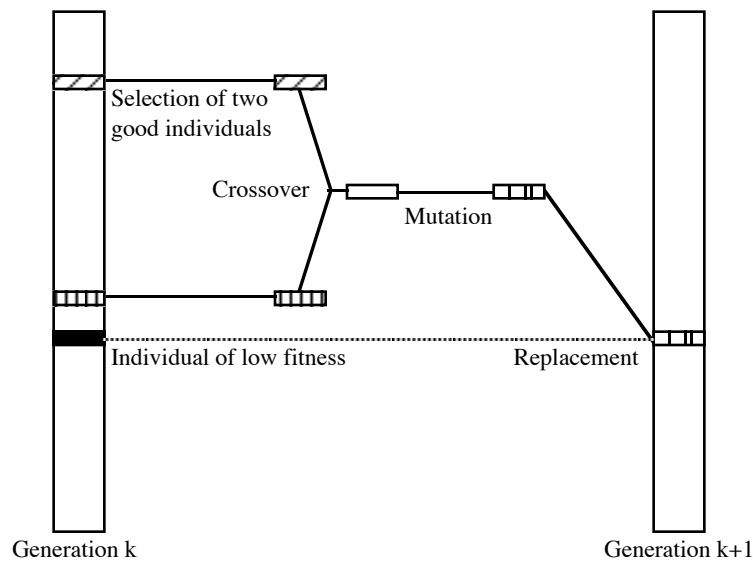 Selection of two
good individuals
Crossover
Mutation
Individual of low fitness
Replacement
Generation k
Generation k+1